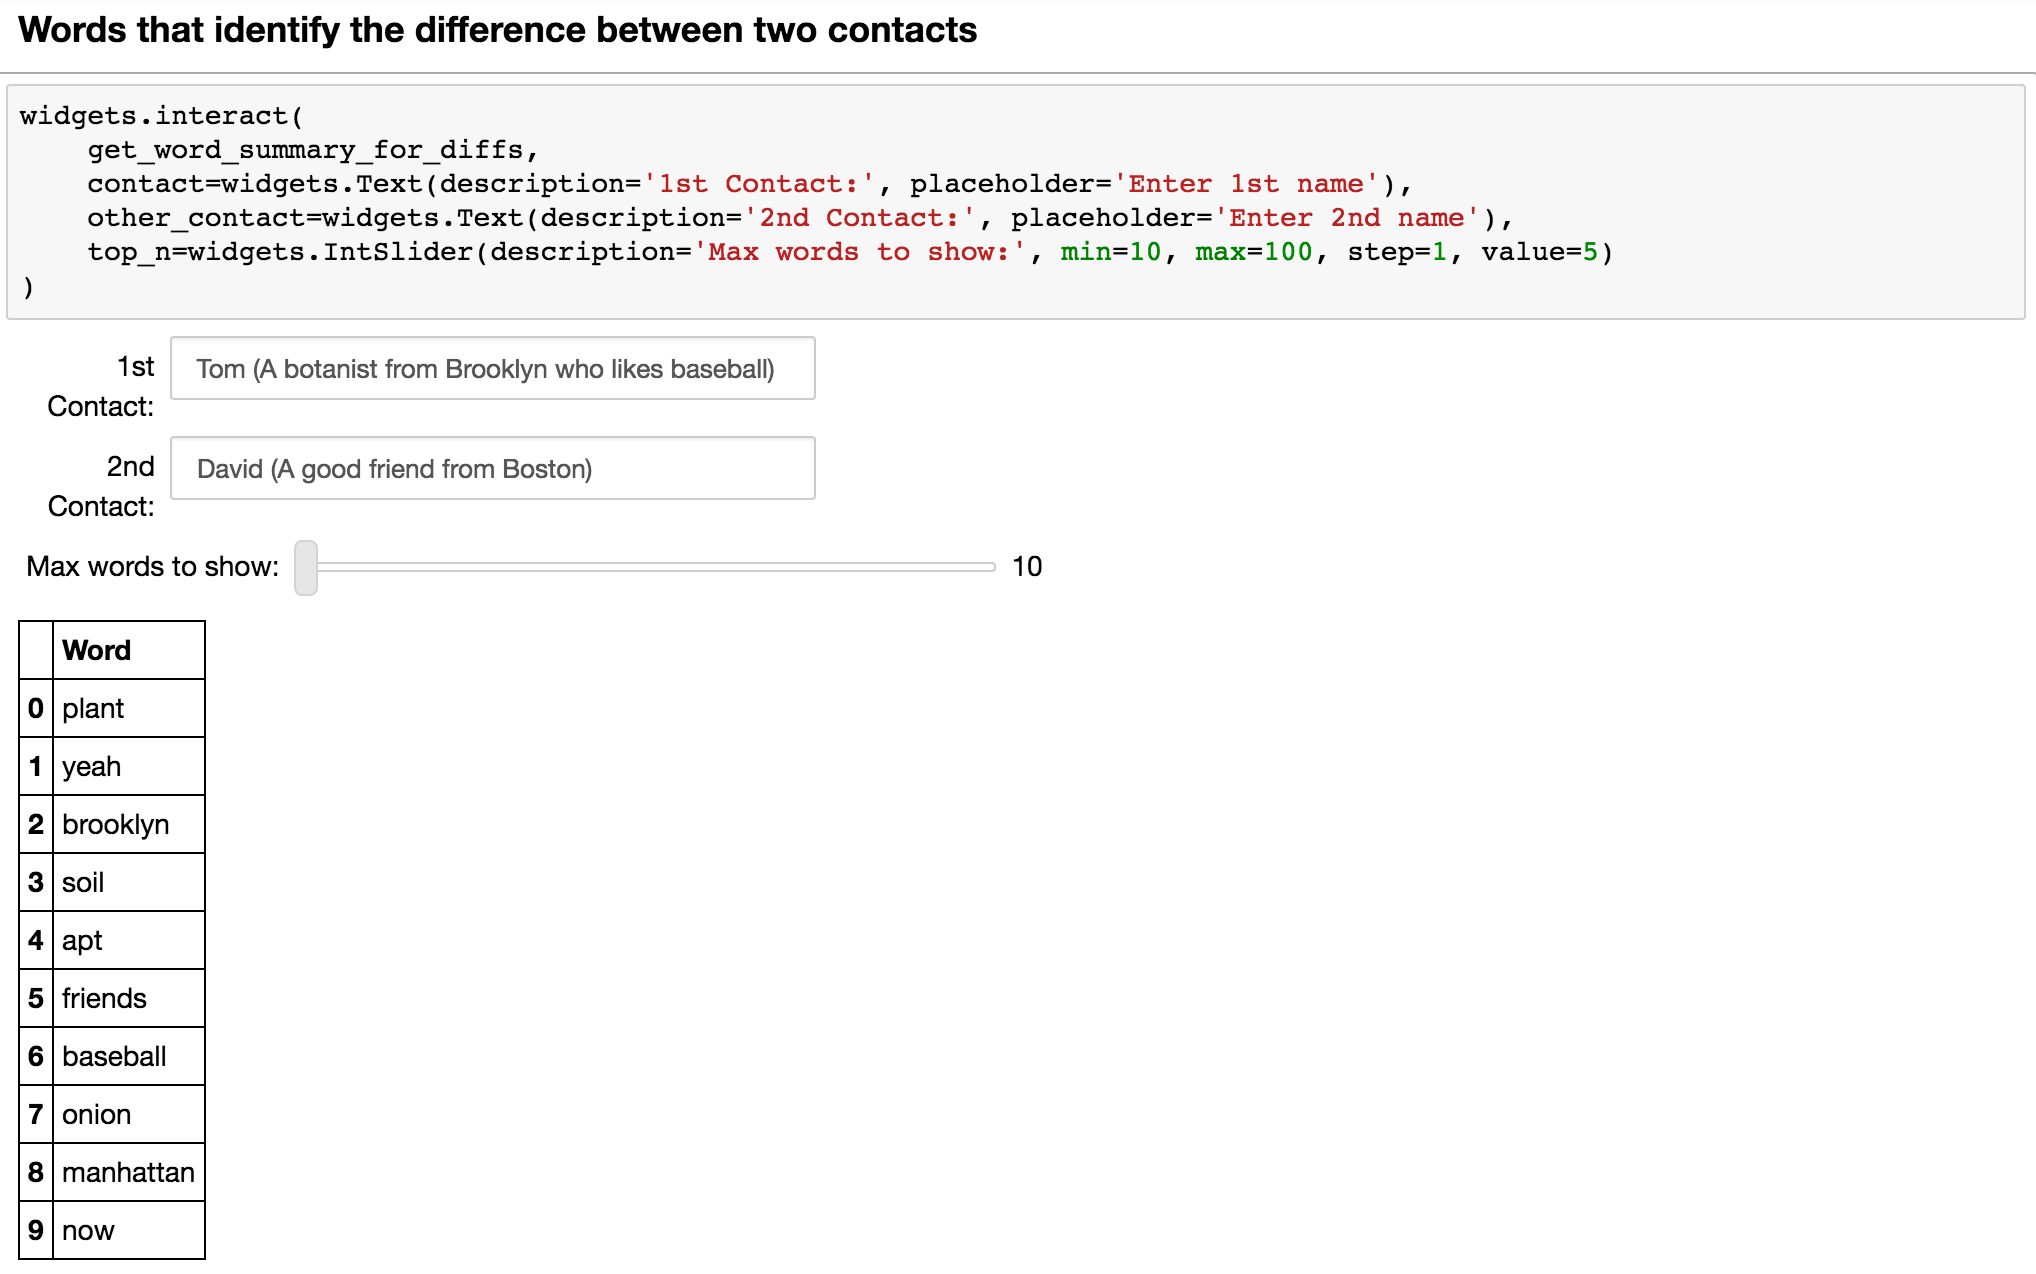 Words that identify the difference between two contacts
widgets.interact(
    get_word_summary_for_diffs,
    contact=widgets.Text(description='1st Contact:', placeholder='Enter 1st name'),
    other_contact=widgets.Text(description='2nd Contact:', placeholder='Enter 2nd name'),
    top_n=widgets.IntSlider(description='Max words to show:', min=10, max=100, step=1, value=5)
)
1st Contact: Tom (A botanist from Brooklyn who likes baseball)
2nd Contact: David (A good friend from Boston)
Max words to show: 10
Word
0 plant
1 yeah
2 brooklyn
3 soil
4 apt
5 friends
6 baseball
7 onion
8 manhattan
9 now